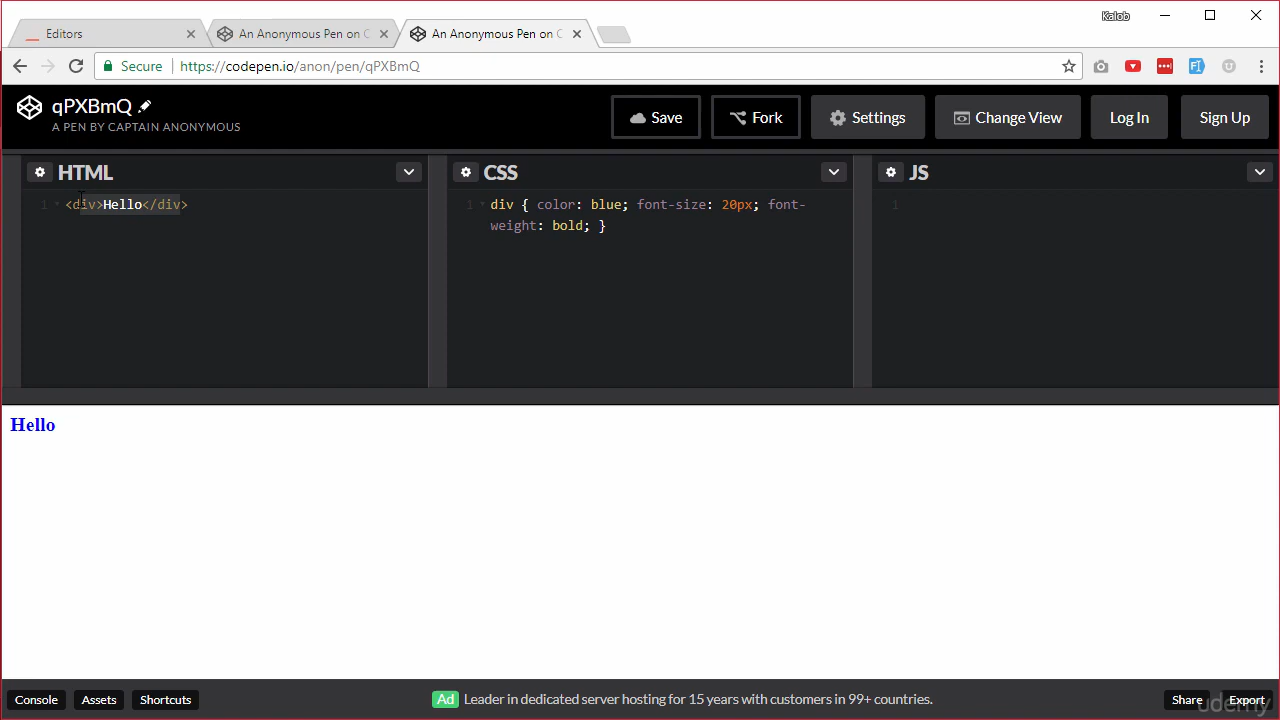 Kalob
Editors
An Anonymous Pen on C
An Anonymous Pen on C
Secure
https://codepen.io/anon/pen/qPXBmQ
qPXBmQ
A PEN BY CAPTAIN ANONYMOUS
Save
Fork
Settings
Change View
Log In
Sign Up
HTML
1 <div>Hello</div>
CSS
1 div { color: blue; font-size: 20px; font-
weight: bold; }
JS
1
Hello
Console
Assets
Shortcuts
Ad Leader in dedicated server hosting for 15 years with customers in 99+ countries.
Share
Export
udemy